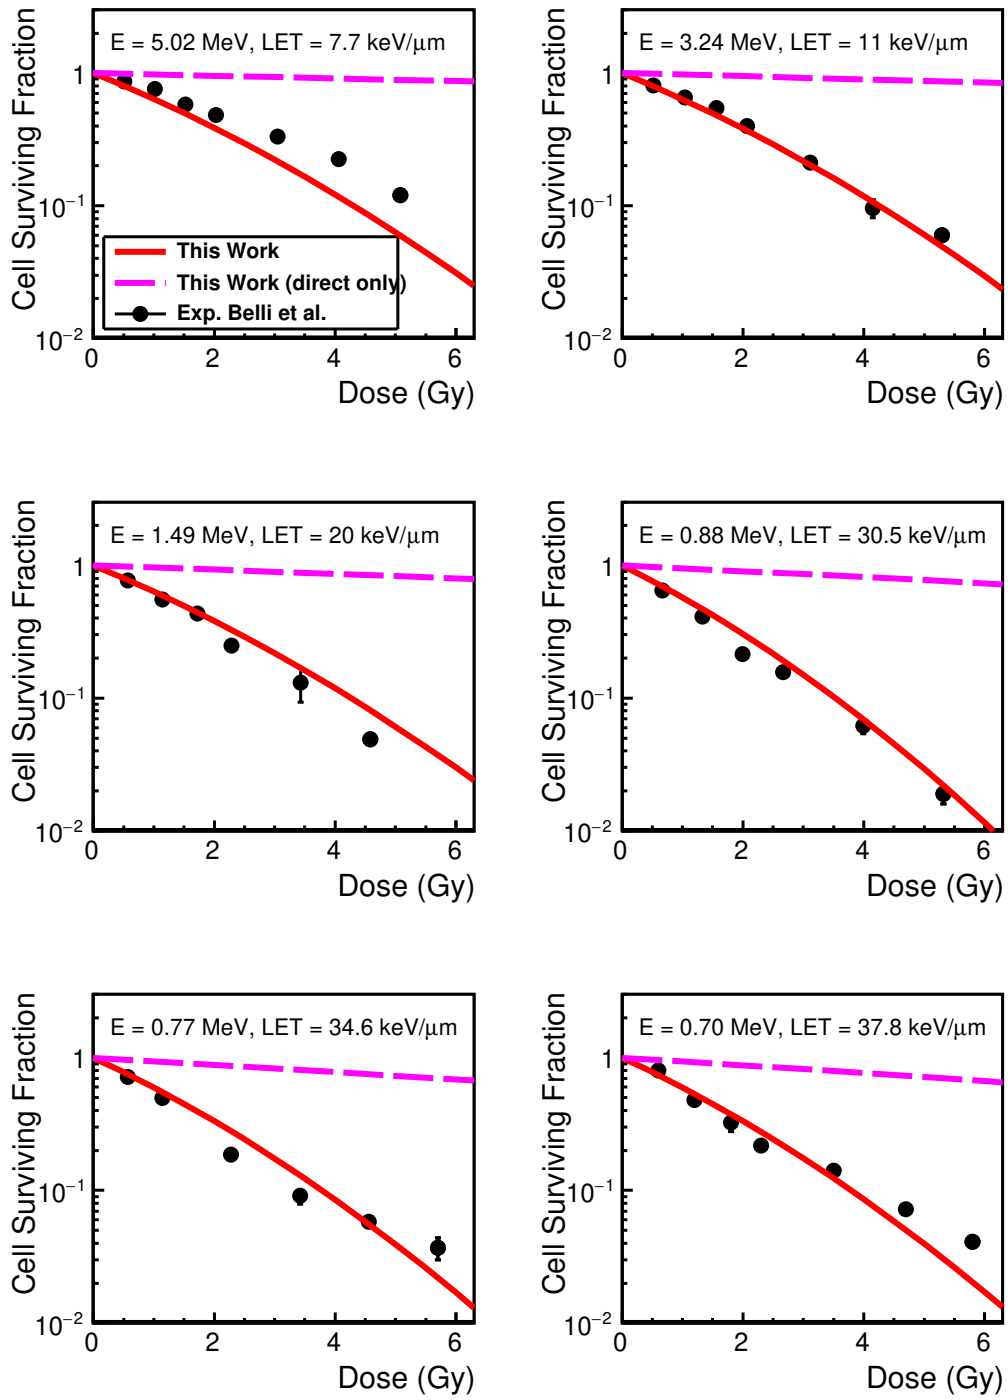 E = 5.02 MeV, LET = 7.7 keV/μm
Cell Surviving Fraction
1
10−1
10−2
This Work
This Work (direct only)
Exp. Belli et al.
0 2 4 6
Dose (Gy)
E = 3.24 MeV, LET = 11 keV/μm
Cell Surviving Fraction
1
10−1
10−2
0 2 4 6
Dose (Gy)
E = 1.49 MeV, LET = 20 keV/μm
Cell Surviving Fraction
1
10−1
10−2
0 2 4 6
Dose (Gy)
E = 0.88 MeV, LET = 30.5 keV/μm
Cell Surviving Fraction
1
10−1
10−2
0 2 4 6
Dose (Gy)
E = 0.77 MeV, LET = 34.6 keV/μm
Cell Surviving Fraction
1
10−1
10−2
0 2 4 6
Dose (Gy)
E = 0.70 MeV, LET = 37.8 keV/μm
Cell Surviving Fraction
1
10−1
10−2
0 2 4 6
Dose (Gy)